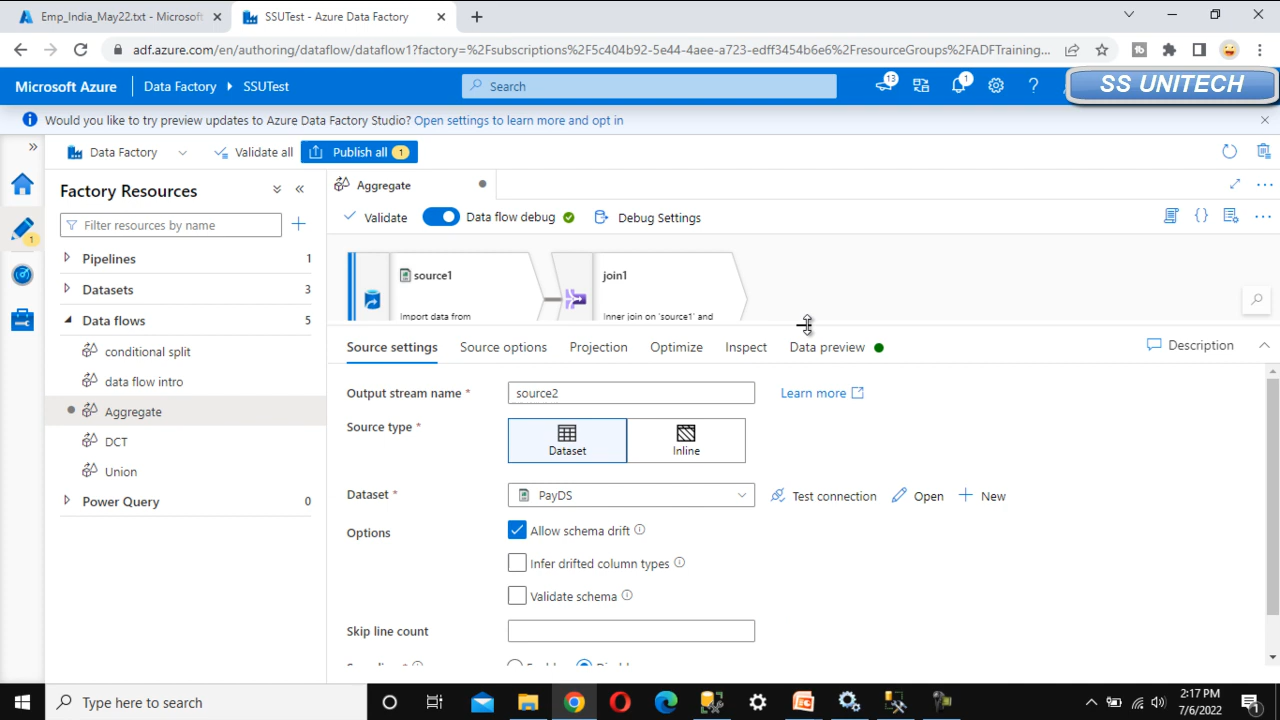 Emp_India_May22.txt - Microsoft
SSUTest - Azure Data Factory
adf.azure.com/en/authoring/dataflow/dataflow1?factory=%2Fsubscriptions%2F5c404b92-5e44-4aee-a723-edff3454b6e6%2FresourceGroups%2FADFTraining...
Microsoft Azure
Data Factory
SSUTest
Search
13
1
SS UNITECH
Would you like to try preview updates to Azure Data Factory Studio? Open settings to learn more and opt in
Data Factory
Validate all
Publish all 1
Factory Resources
Aggregate
Validate
Data flow debug
Debug Settings
Filter resources by name
1
Pipelines 1
Datasets 3
Data flows 5
conditional split
data flow intro
Aggregate
DCT
Union
Power Query 0
source1
Import data from
join1
Inner join on 'source1' and
Source settings
Source options
Projection
Optimize
Inspect
Data preview
Description
Output stream name *
source2
Learn more
Source type *
Dataset
Inline
Dataset *
PayDS
Test connection
Open
New
Options
Allow schema drift
Infer drifted column types
Validate schema
Skip line count
Type here to search
2:17 PM
7/6/2022
1